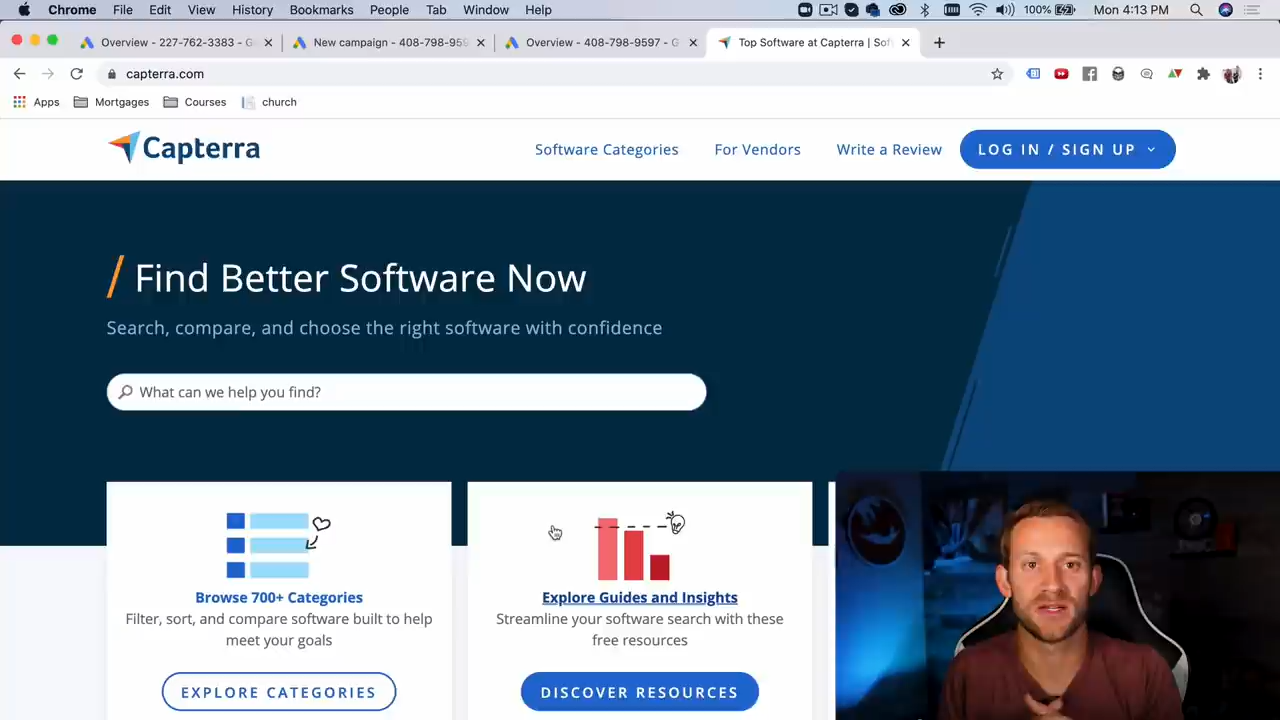 Chrome File Edit View History Bookmarks People Tab Window Help 100% Mon 4:13 PM
Overview - 227-762-3383 - G
New campaign - 408-798-959
Overview - 408-798-9597 - G
Top Software at Capterra | Sof
capterra.com
Apps Mortgages Courses church
Capterra
Software Categories For Vendors Write a Review LOG IN / SIGN UP
Find Better Software Now
Search, compare, and choose the right software with confidence
What can we help you find?
Browse 700+ Categories
Filter, sort, and compare software built to help
meet your goals
EXPLORE CATEGORIES
Explore Guides and Insights
Streamline your software search with these
free resources
DISCOVER RESOURCES